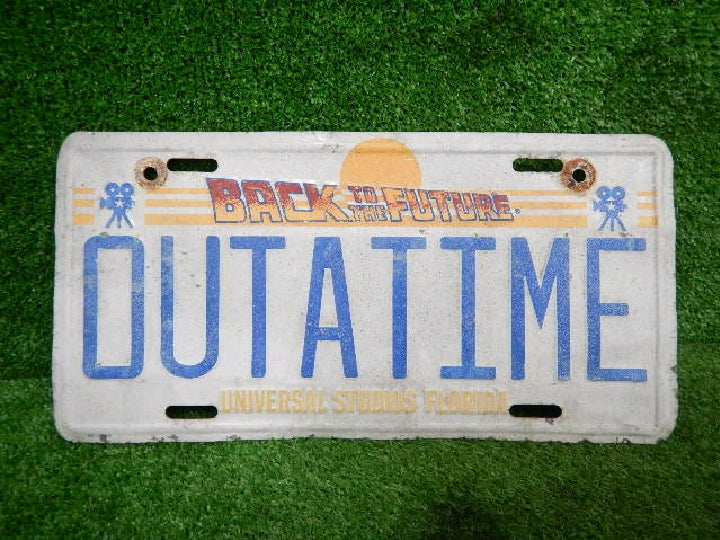 BACK TO THE FUTURE
OUTATIME
UNIVERSAL STUDIOS FLORIDA